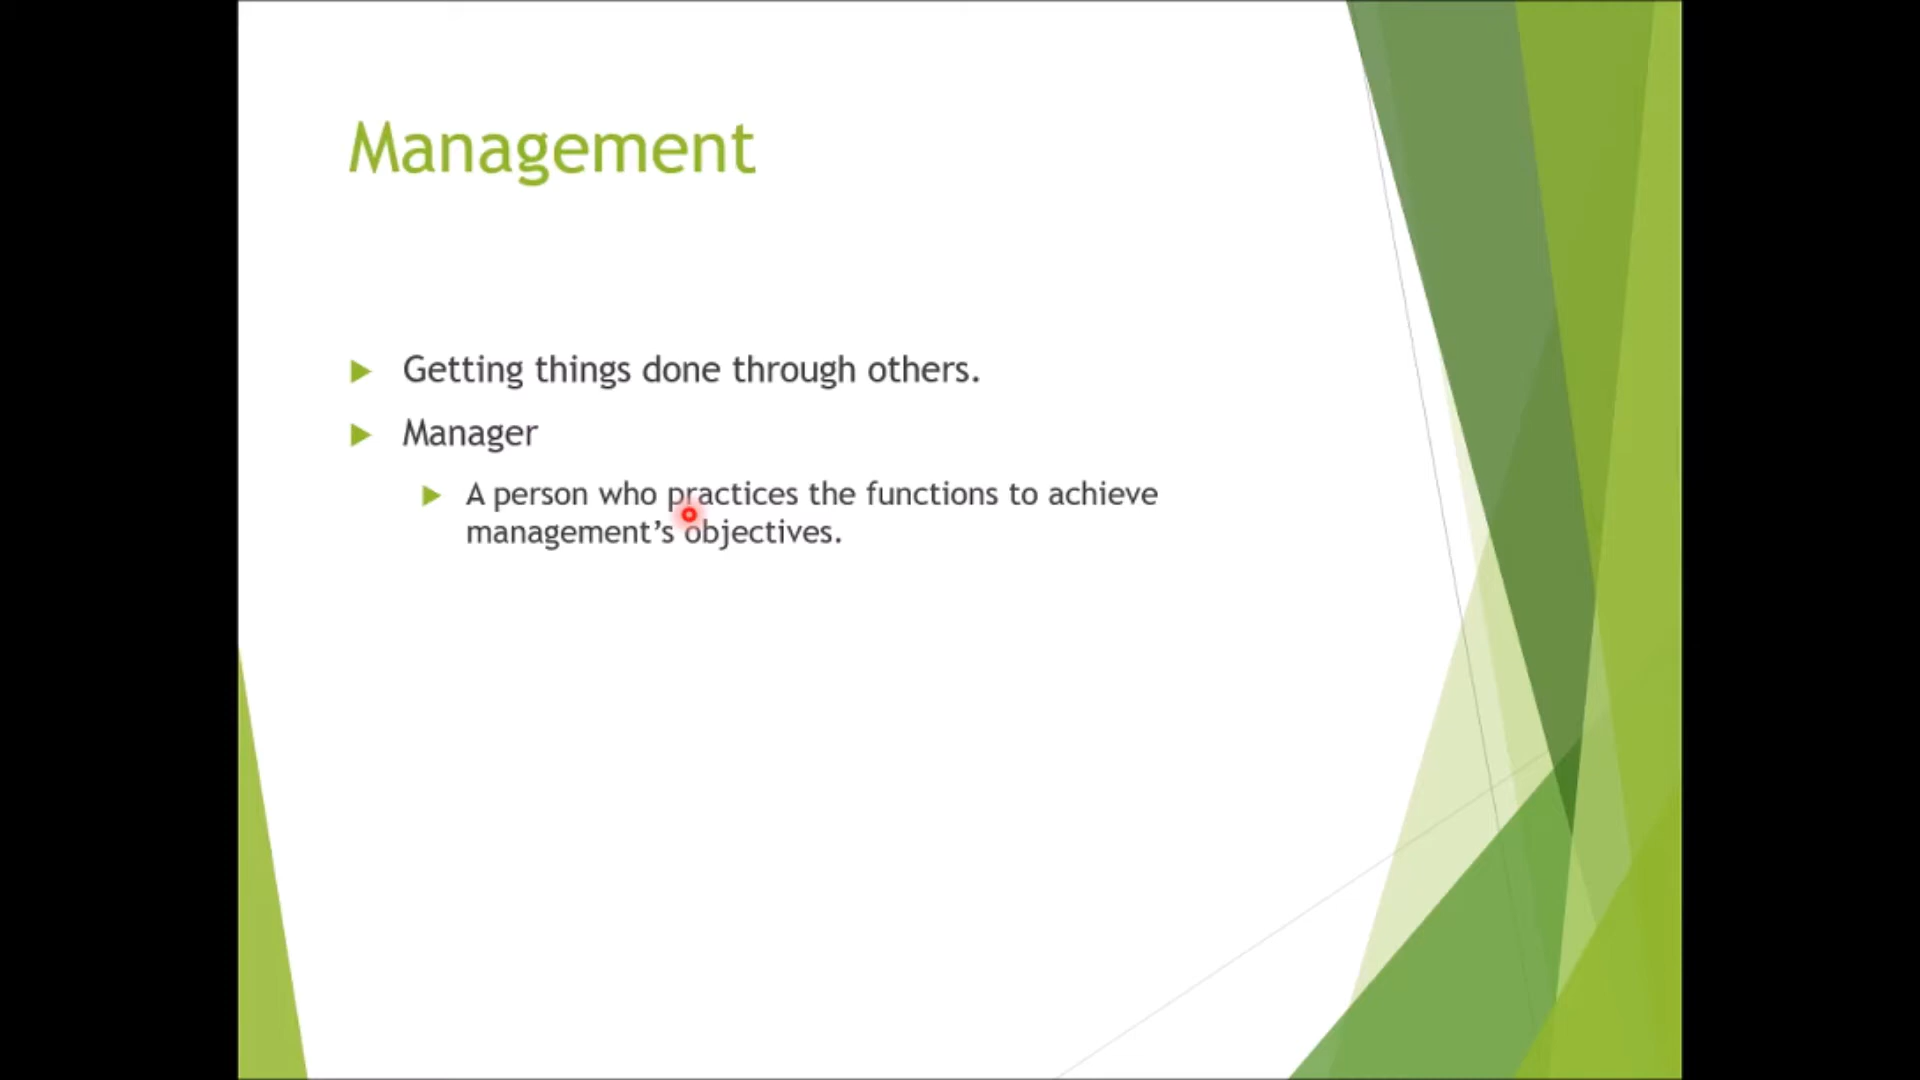 Management
Getting things done through others.
Manager
A person who practices the functions to achieve
management’s objectives.